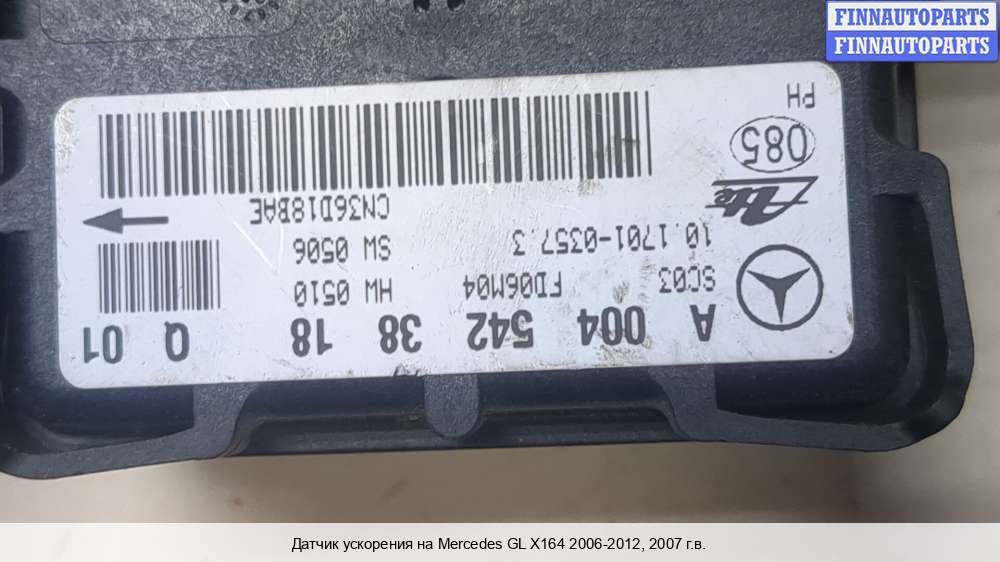 FINNAUTOPARTS
FINNAUTOPARTS
A 004 542 38 18 Q 01
SC03 FD06M04 HW 0510
10.1701-0357.3 SW 0506
Ate
CN36D18BAE
085
PH
Датчик ускорения на Mercedes GL X164 2006-2012, 2007 г.в.